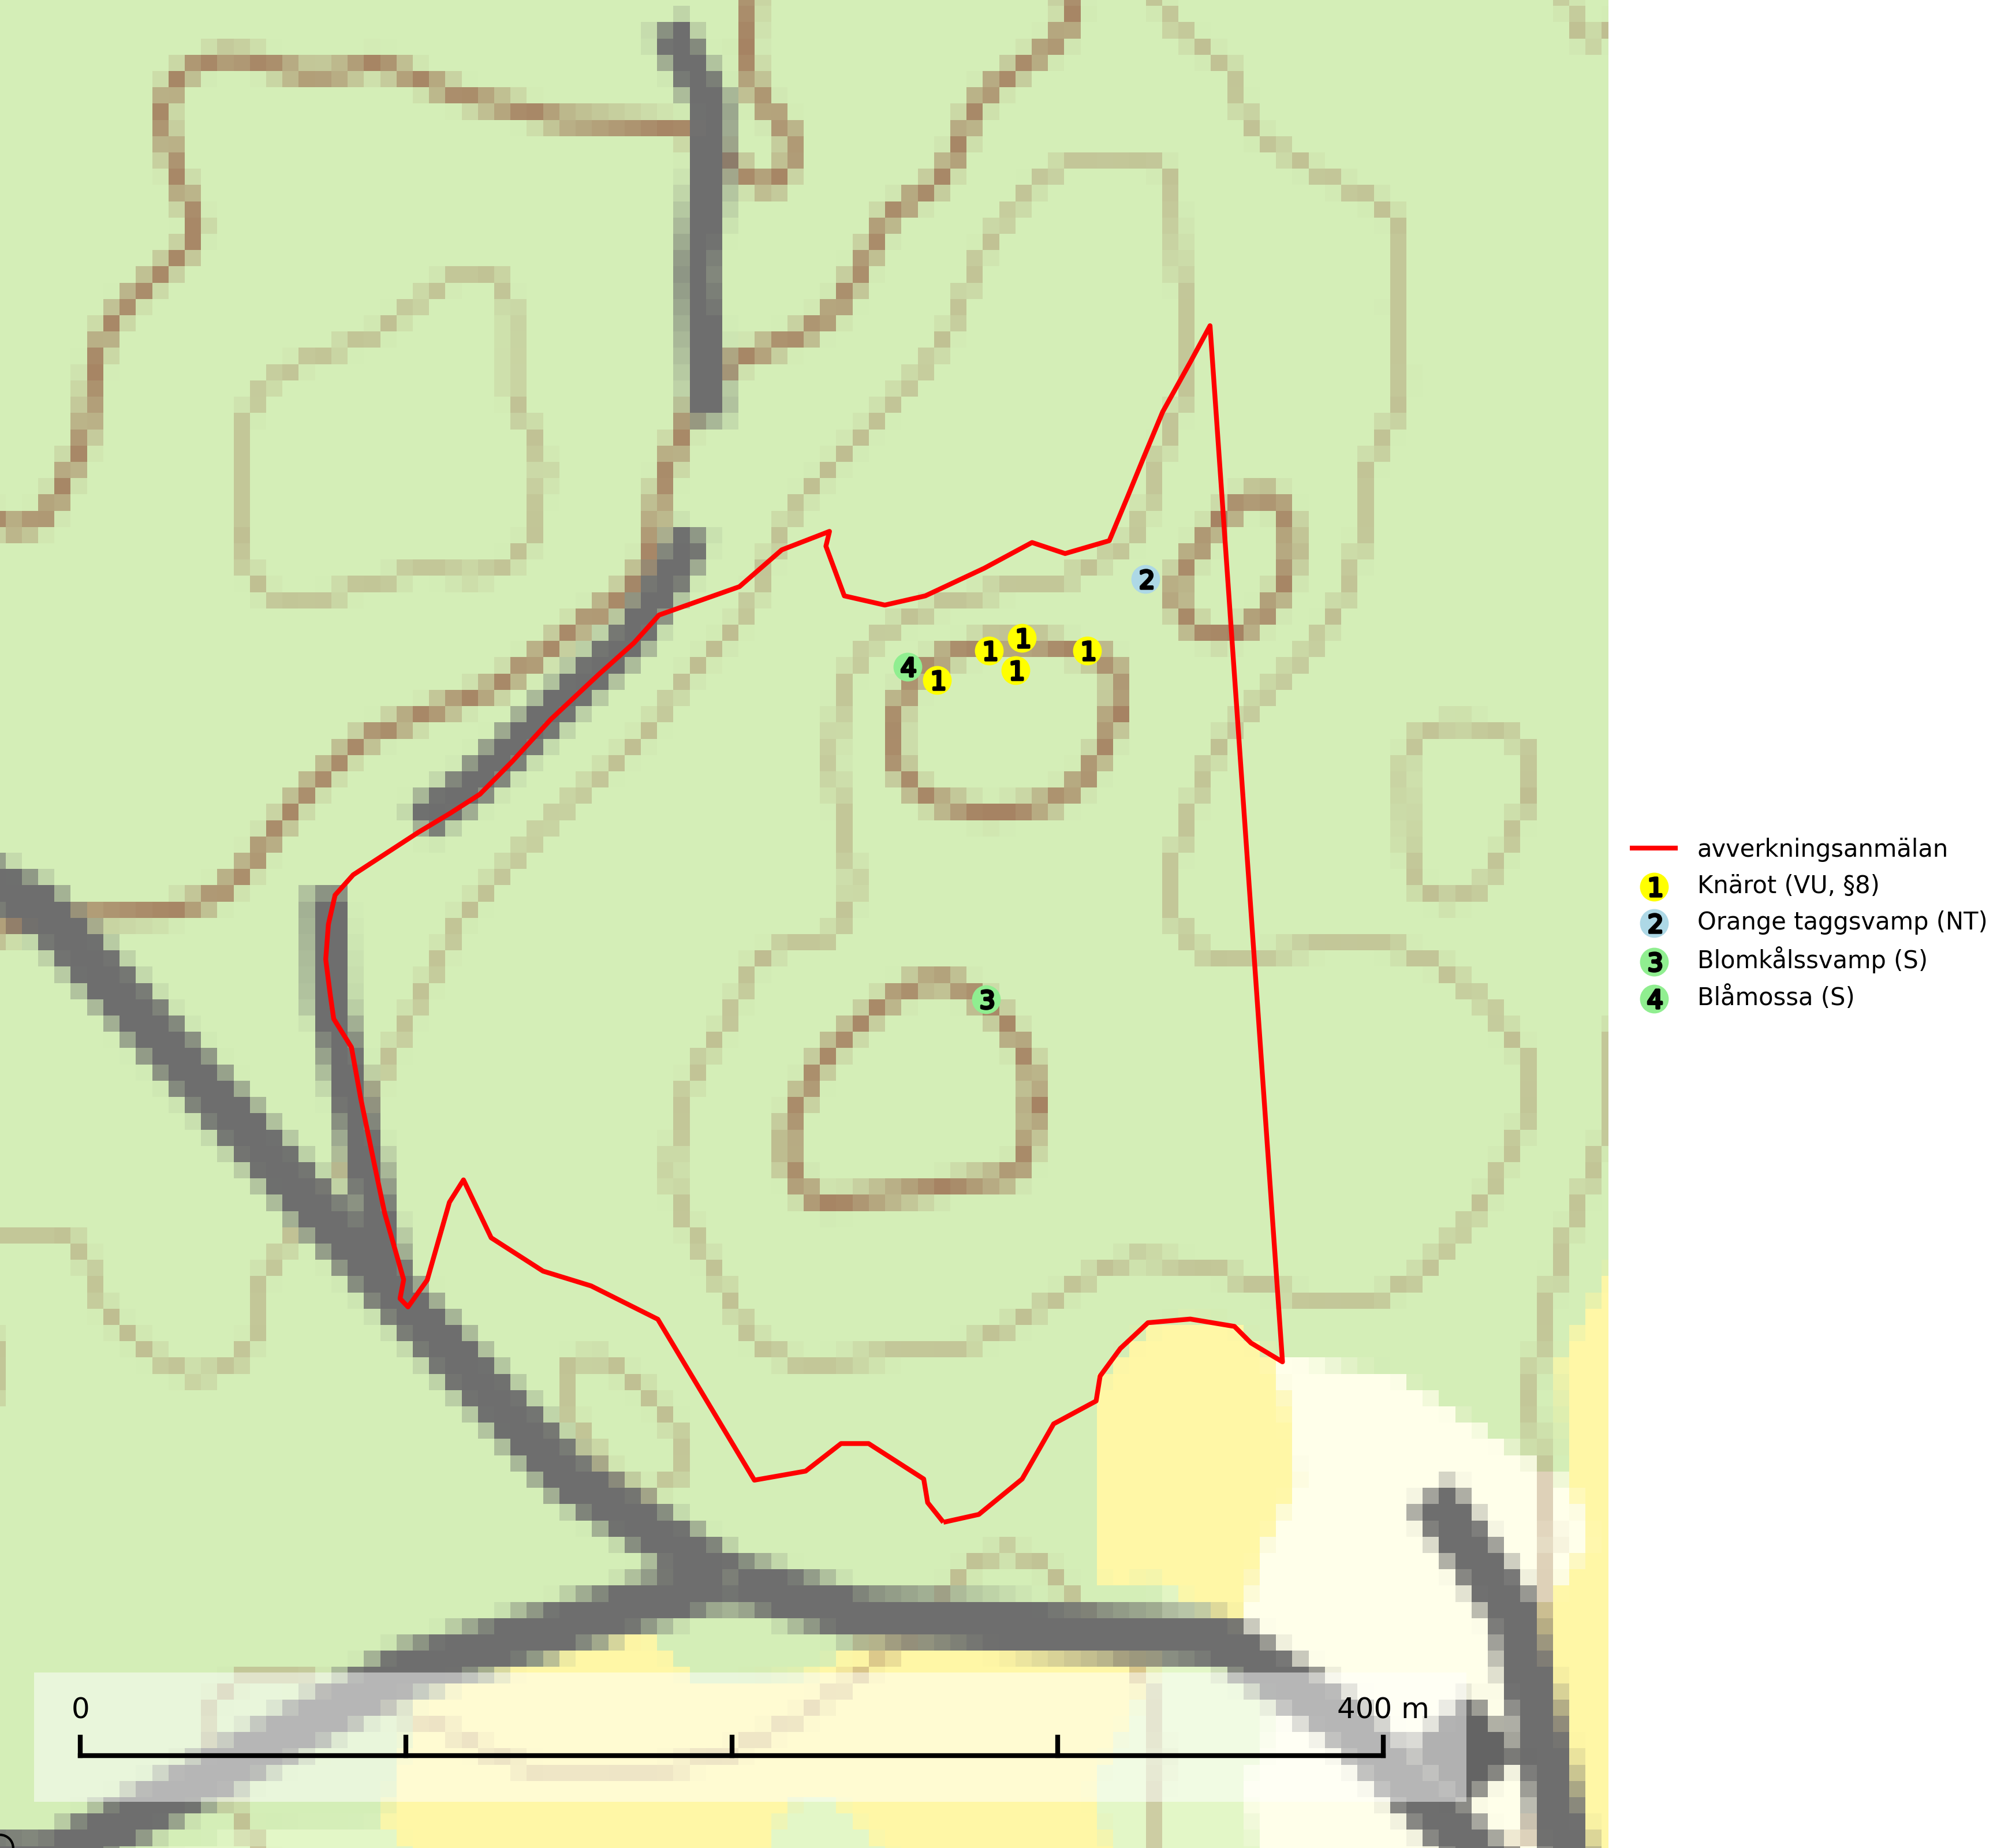 2
1
1
1
4
1
1
3
avverkningsanmälan
1 Knärot (VU, §8)
2 Orange taggsvamp (NT)
3 Blomkålssvamp (S)
4 Blåmossa (S)
0 400 m